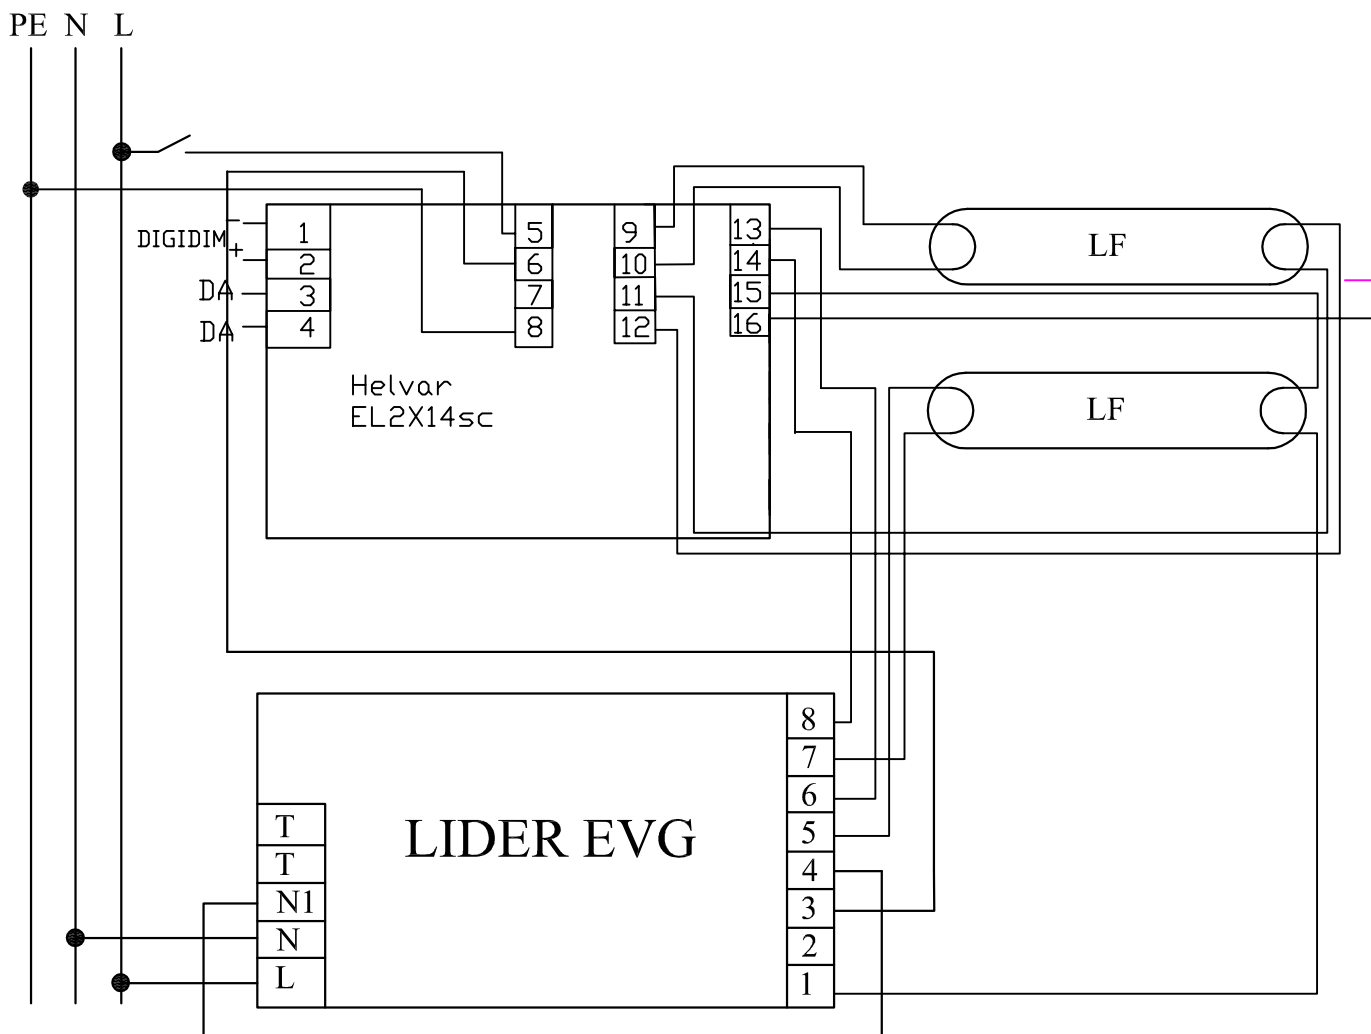 PE N L
1 5 9 13
DIGIDIM - +
2 6 10 14
DA 3 7 11 15
DA 4 8 12 16
LF
Helvar
EL2X14sc
LF
8
7
6
T LIDER EVG 5
T 4
N1 3
N 2
L 1